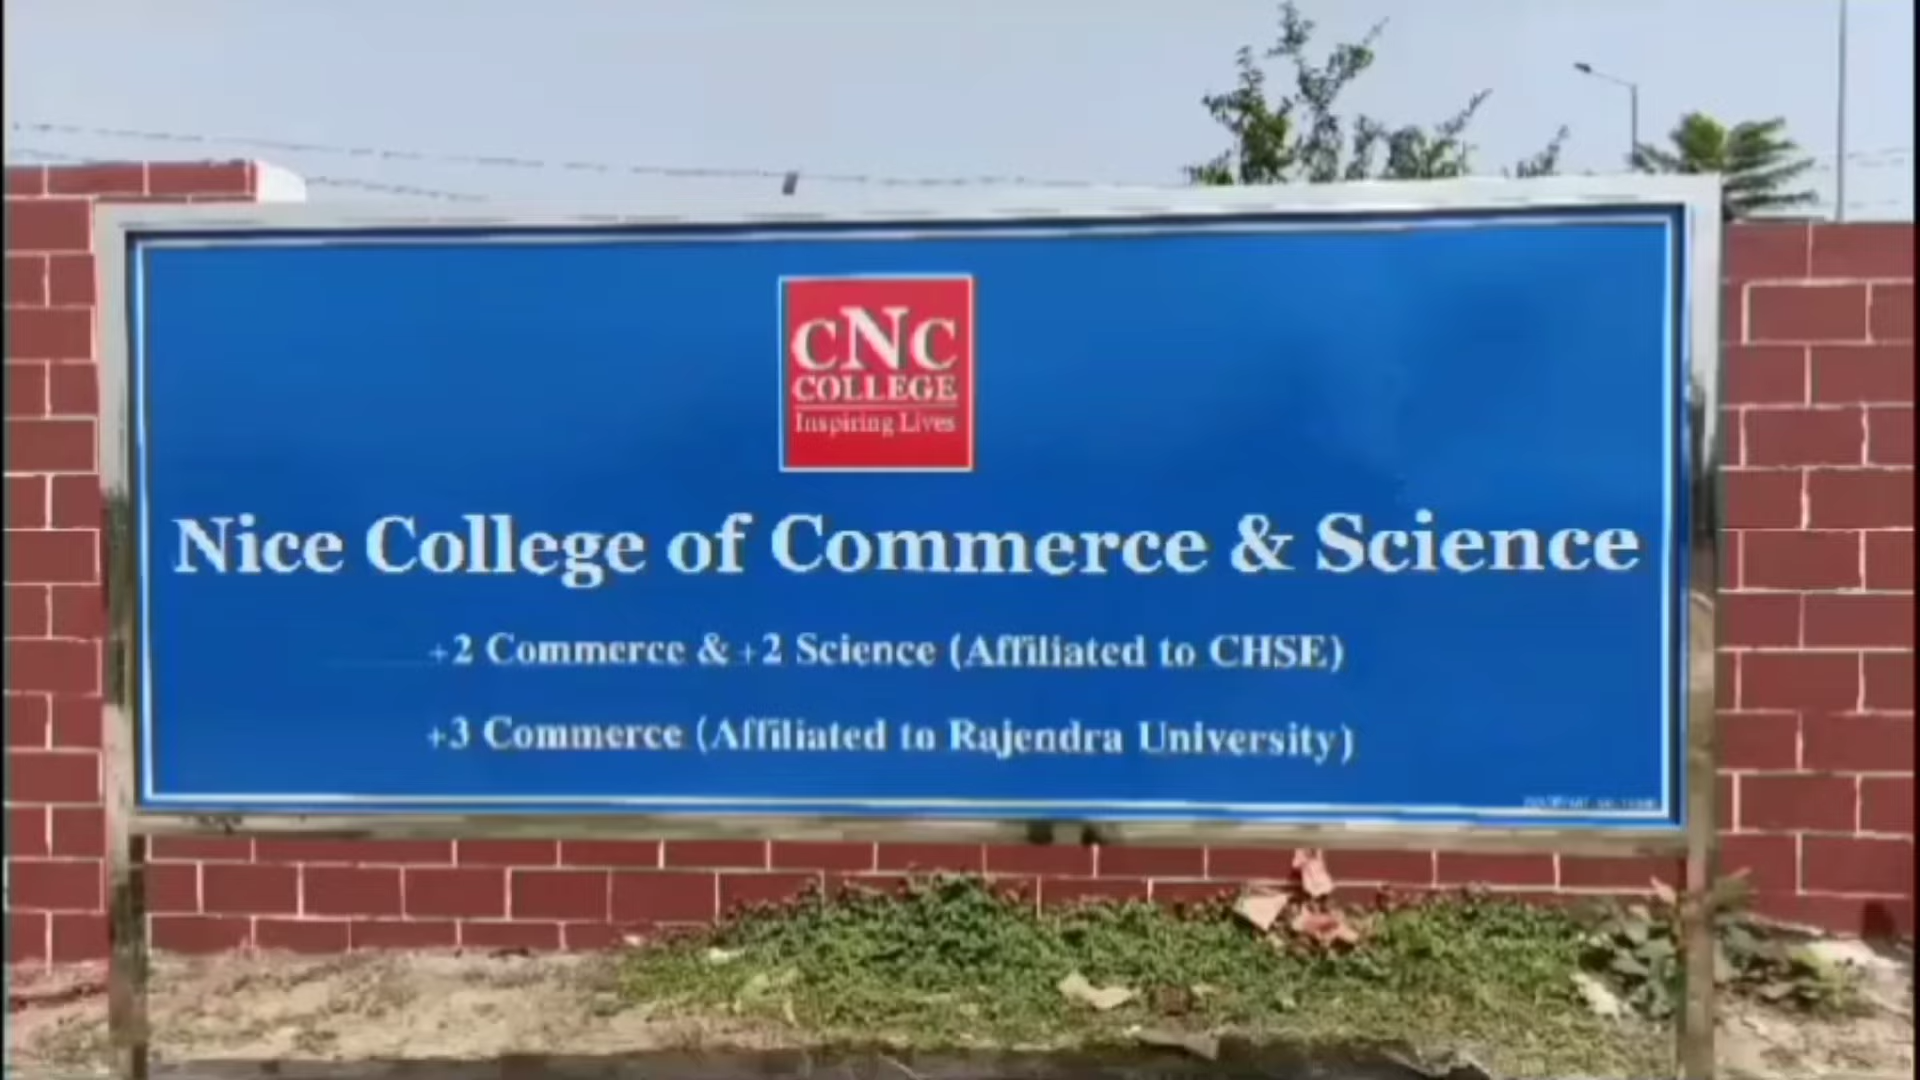 CNC
COLLEGE
Inspiring Lives
Nice College of Commerce & Science
+2 Commerce & +2 Science (Affiliated to CHSE)
+3 Commerce (Affiliated to Rajendra University)